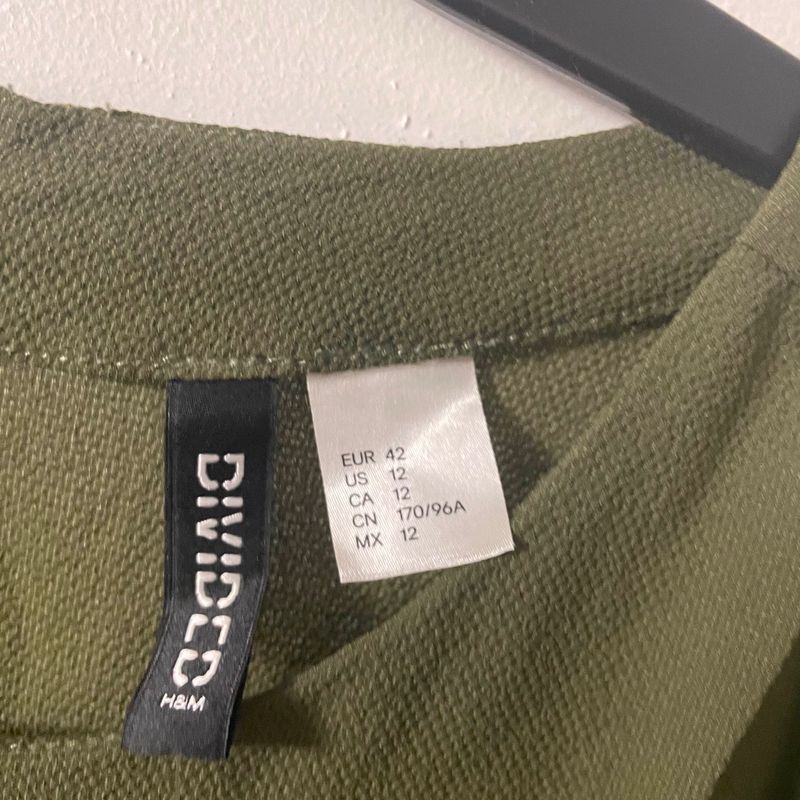 DIVIDED
H&M
EUR 42
US 12
CA 12
CN 170/96A
MX 12